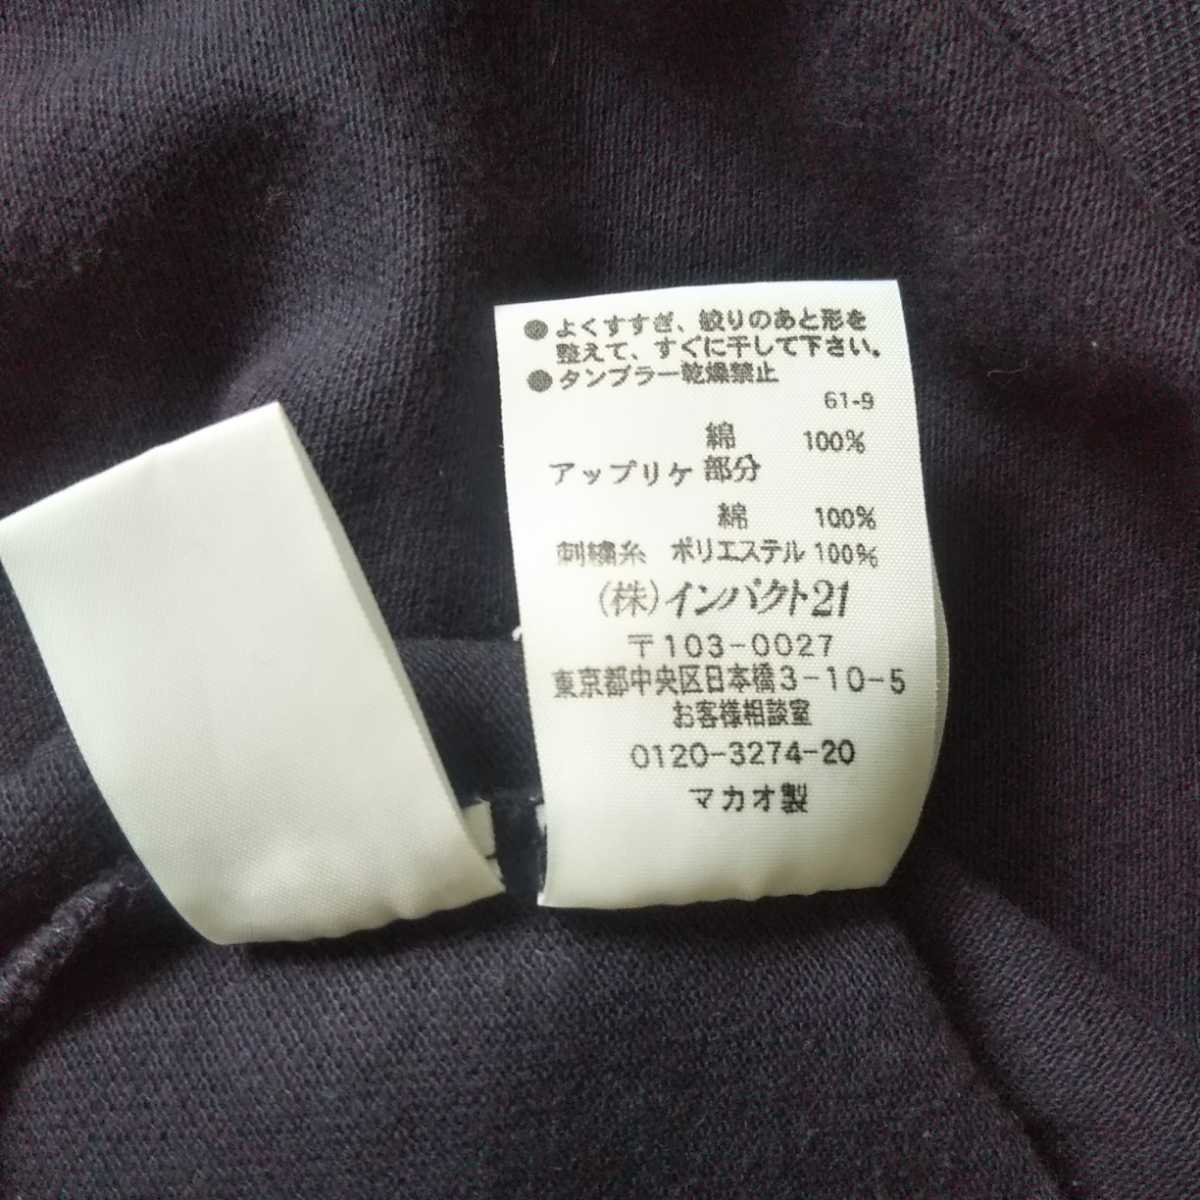 ●よくすすぎ、絞りのあと形を
整えて、すぐに干して下さい。
●タンブラー乾燥禁止
61-9
綿 100%
アップリケ部分
綿 100%
刺繍糸 ポリエステル 100%
(株)インパクト21
〒103-0027
東京都中央区日本橋3-10-5
お客様相談室
0120-3274-20
マカオ製